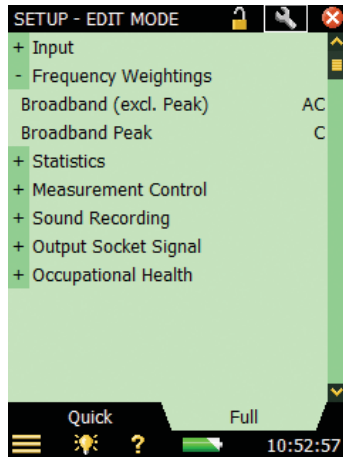 SETUP - EDIT MODE
+ Input
- Frequency Weightings
Broadband (excl. Peak) AC
Broadband Peak C
+ Statistics
+ Measurement Control
+ Sound Recording
+ Output Socket Signal
+ Occupational Health
Quick Full
? 10:52:57